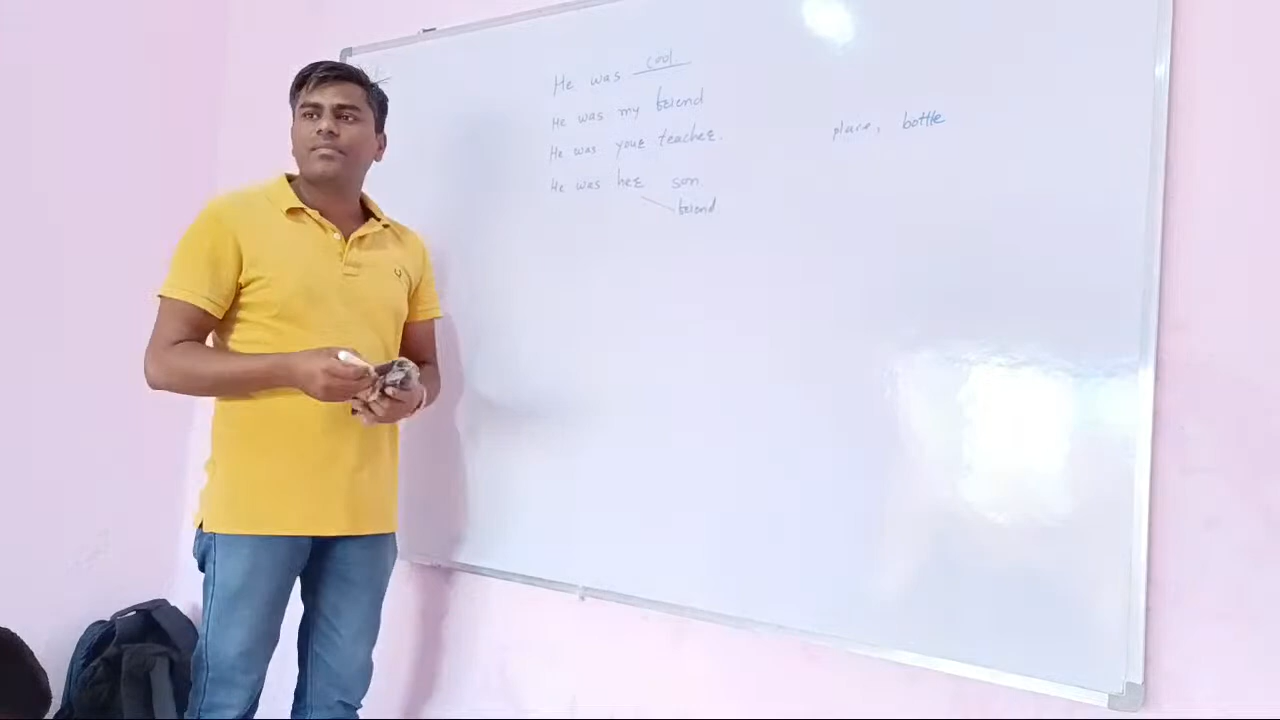 He was cool.
He was my friend
He was your teacher.
He was her son.
friend
place, bottle